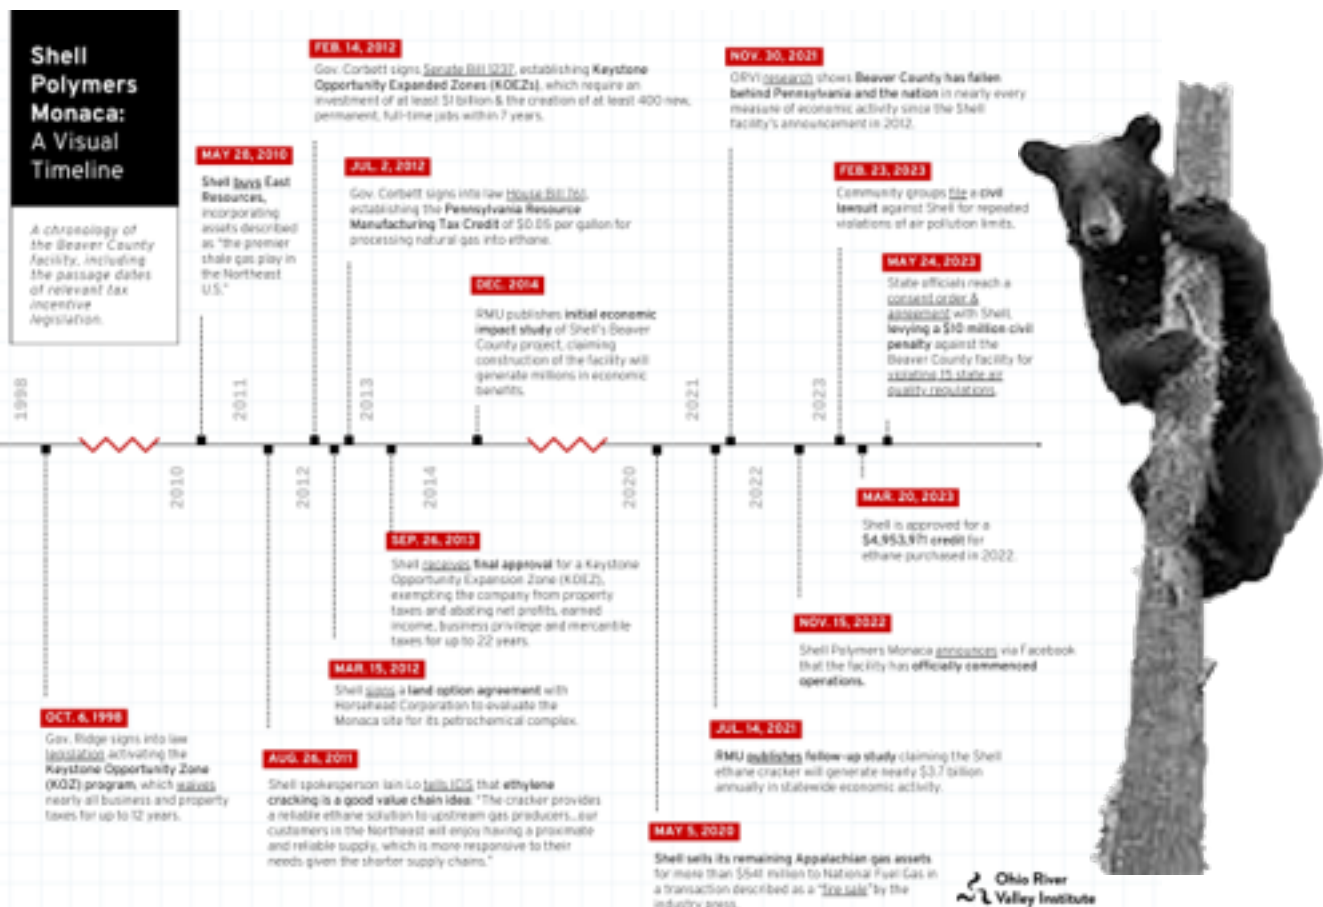 Shell
Polymers
Monaca:
A Visual
Timeline
A chronology of
the Beaver County
facility, including
the passage dates
of relevant tax
incentive
legislation.
FEB. 14, 2012
Gov. Corbett signs Senate Bill 1237, establishing Keystone
Opportunity Expanded Zones (KOEZs), which require an
investment of at least $1 billion & the creation of at least 400 new,
permanent, full-time jobs within 7 years.
MAY 28, 2010
Shell buys East
Resources,
incorporating
assets described
as "the premier
shale gas play in
the Northeast
U.S."
JUL. 2, 2012
Gov. Corbett signs into law House Bill 761,
establishing the Pennsylvania Resource
Manufacturing Tax Credit of $0.05 per gallon for
processing natural gas into ethane.
DEC. 2014
RMU publishes initial economic
impact study of Shell's Beaver
County project, claiming
construction of the facility will
generate millions in economic
benefits.
NOV. 30, 2021
ORVI research shows Beaver County has fallen
behind Pennsylvania and the nation in nearly every
measure of economic activity since the Shell
facility's announcement in 2012.
FEB. 23, 2023
Community groups file a civil
lawsuit against Shell for repeated
violations of air pollution limits.
MAY 24, 2023
State officials reach a
consent order &
agreement with Shell,
levying a $10 million civil
penalty against the
Beaver County facility for
violating 15 state air
quality regulations.
1998
2011
2013
2021
2023
2010
2012
2014
2020
2022
MAR. 20, 2023
Shell is approved for a
$4,953,971 credit for
ethane purchased in 2022.
SEP. 26, 2013
Shell receives final approval for a Keystone
Opportunity Expansion Zone (KOEZ),
exempting the company from property
taxes and abating net profits, earned
income, business privilege and mercantile
taxes for up to 22 years.
NOV. 15, 2022
Shell Polymers Monaca announces via Facebook
that the facility has officially commenced
operations.
MAR. 15, 2012
Shell signs a land option agreement with
Horsehead Corporation to evaluate the
Monaca site for its petrochemical complex.
OCT. 6, 1998
Gov. Ridge signs into law
legislation activating the
Keystone Opportunity Zone
(KOZ) program, which waives
nearly all business and property
taxes for up to 12 years.
JUL. 14, 2021
RMU publishes follow-up study claiming the Shell
ethane cracker will generate nearly $3.7 billion
annually in statewide economic activity.
AUG. 26, 2011
Shell spokesperson Iain Lo tells ICIS that ethylene
cracking is a good value chain idea: "The cracker provides
a reliable ethane solution to upstream gas producers...our
customers in the Northeast will enjoy having a proximate
and reliable supply, which is more responsive to their
needs given the shorter supply chains."
MAY 5, 2020
Shell sells its remaining Appalachian gas assets
for more than $541 million to National Fuel Gas in
a transaction described as a "fire sale" by the
industry press.
Ohio River
Valley Institute